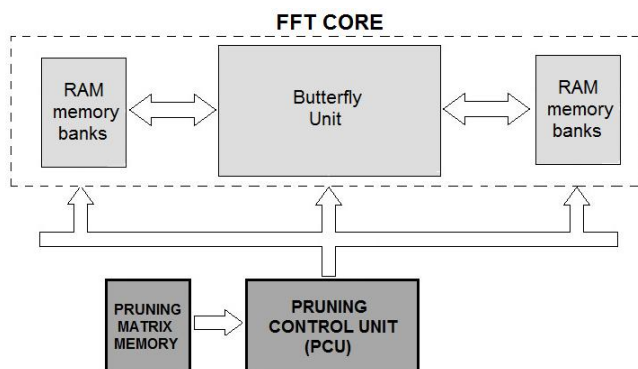 FFT CORE
RAM
memory
banks
Butterfly
Unit
RAM
memory
banks
PRUNING
MATRIX
MEMORY
PRUNING
CONTROL UNIT
(PCU)